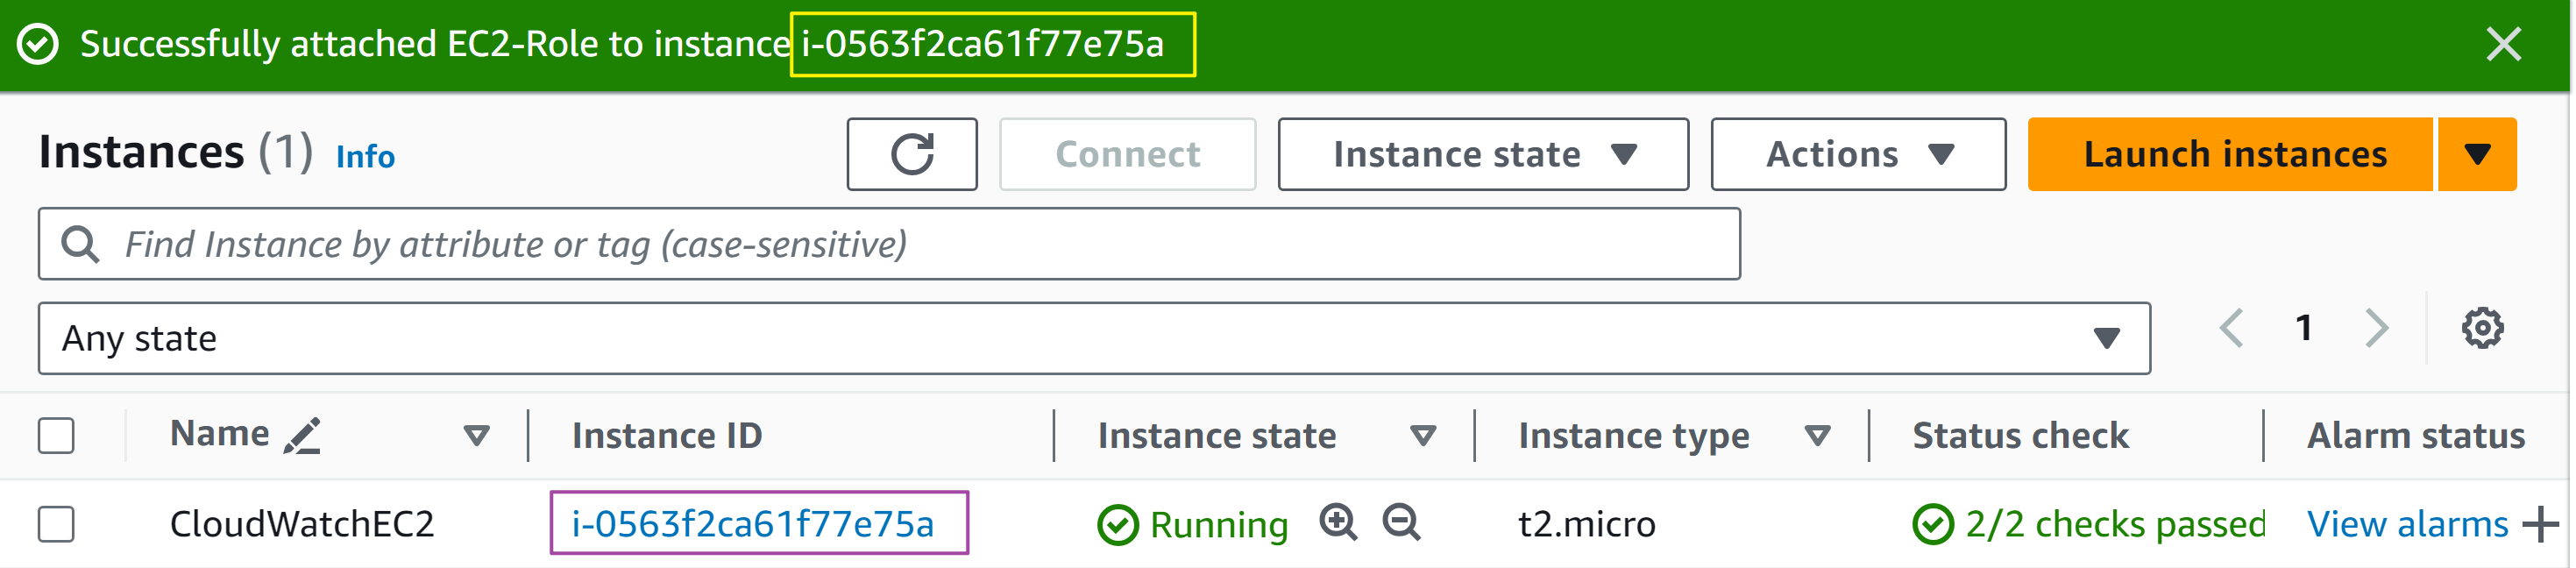 Successfully attached EC2-Role to instance i-0563f2ca61f77e75a
Instances (1) Info Connect Instance state Actions Launch instances
Find Instance by attribute or tag (case-sensitive)
Any state 1
Name Instance ID Instance state Instance type Status check Alarm status
CloudWatchEC2 i-0563f2ca61f77e75a Running t2.micro 2/2 checks passed View alarms